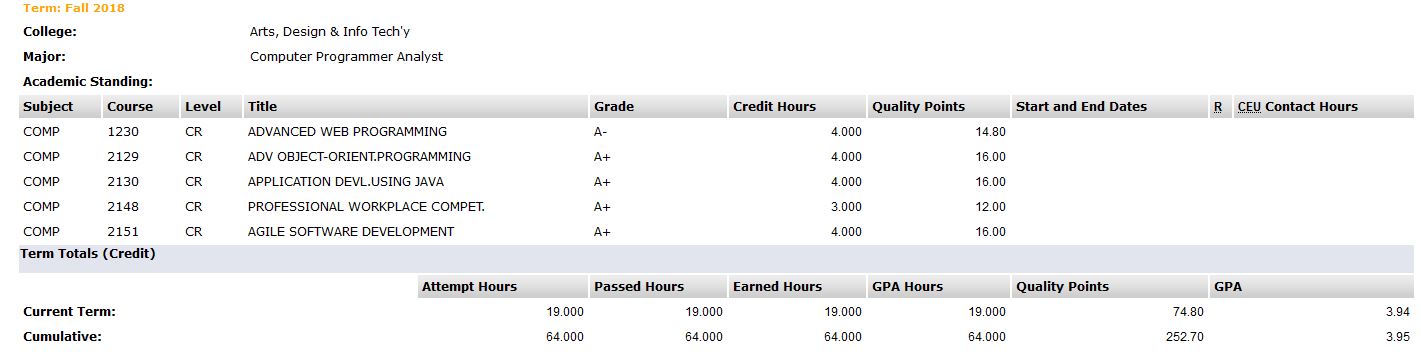 Term: Fall 2018
College: Arts, Design & Info Tech'y
Major: Computer Programmer Analyst
Academic Standing:
Subject Course Level Title Grade Credit Hours Quality Points Start and End Dates R CEU Contact Hours
COMP 1230 CR ADVANCED WEB PROGRAMMING A- 4.000 14.80
COMP 2129 CR ADV OBJECT-ORIENT.PROGRAMMING A+ 4.000 16.00
COMP 2130 CR APPLICATION DEVL.USING JAVA A+ 4.000 16.00
COMP 2148 CR PROFESSIONAL WORKPLACE COMPET. A+ 3.000 12.00
COMP 2151 CR AGILE SOFTWARE DEVELOPMENT A+ 4.000 16.00
Term Totals (Credit)
Attempt Hours Passed Hours Earned Hours GPA Hours Quality Points GPA
Current Term: 19.000 19.000 19.000 19.000 74.80 3.94
Cumulative: 64.000 64.000 64.000 64.000 252.70 3.95